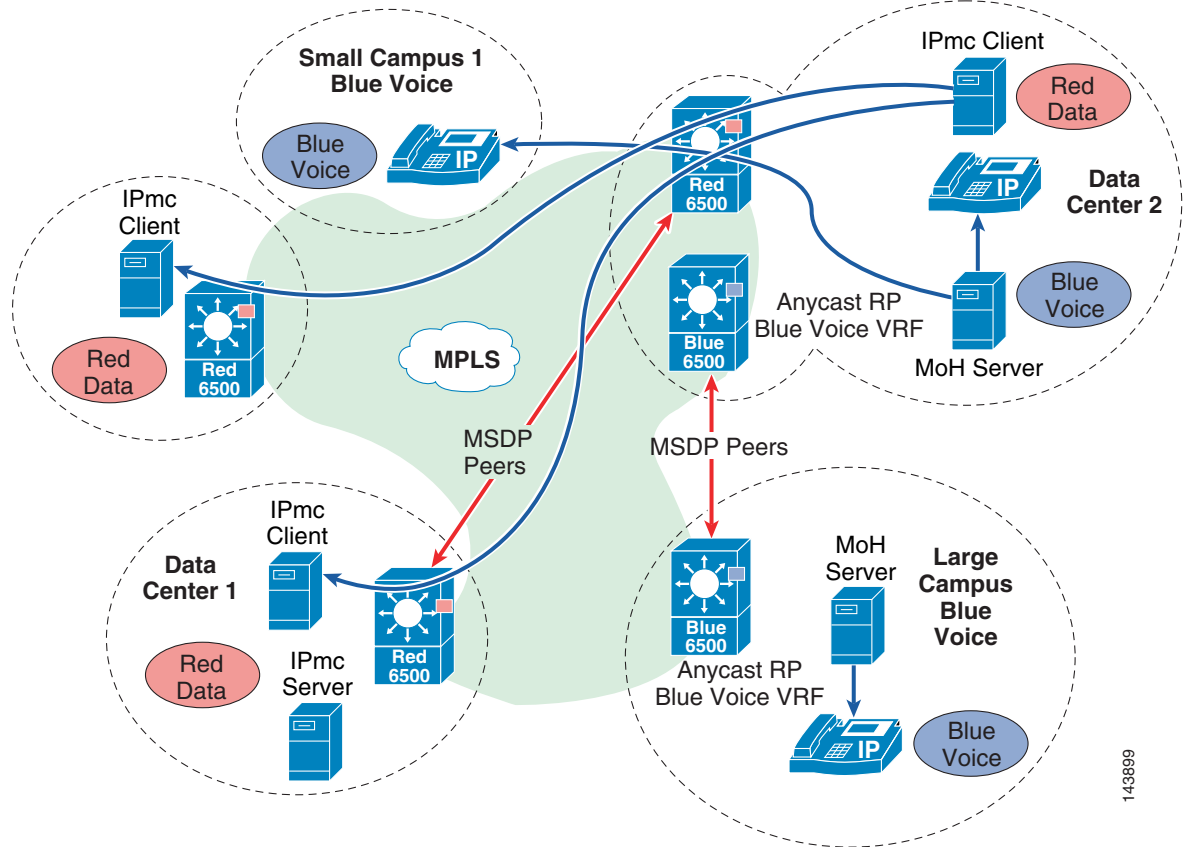 Small Campus 1
Blue Voice
Blue
Voice
IP
IPmc Client
Red
Data
IP
Data
Center 2
Blue
Voice
MoH Server
Red
6500
Blue
6500
Anycast RP
Blue Voice VRF
IPmc
Client
Red
6500
Red
Data
MPLS
MSDP
Peers
MSDP Peers
Data
Center 1
IPmc
Client
Red
Data
IPmc
Server
Red
6500
Blue
6500
Anycast RP
Blue Voice VRF
MoH
Server
Large
Campus
Blue
Voice
IP
Blue
Voice
143899